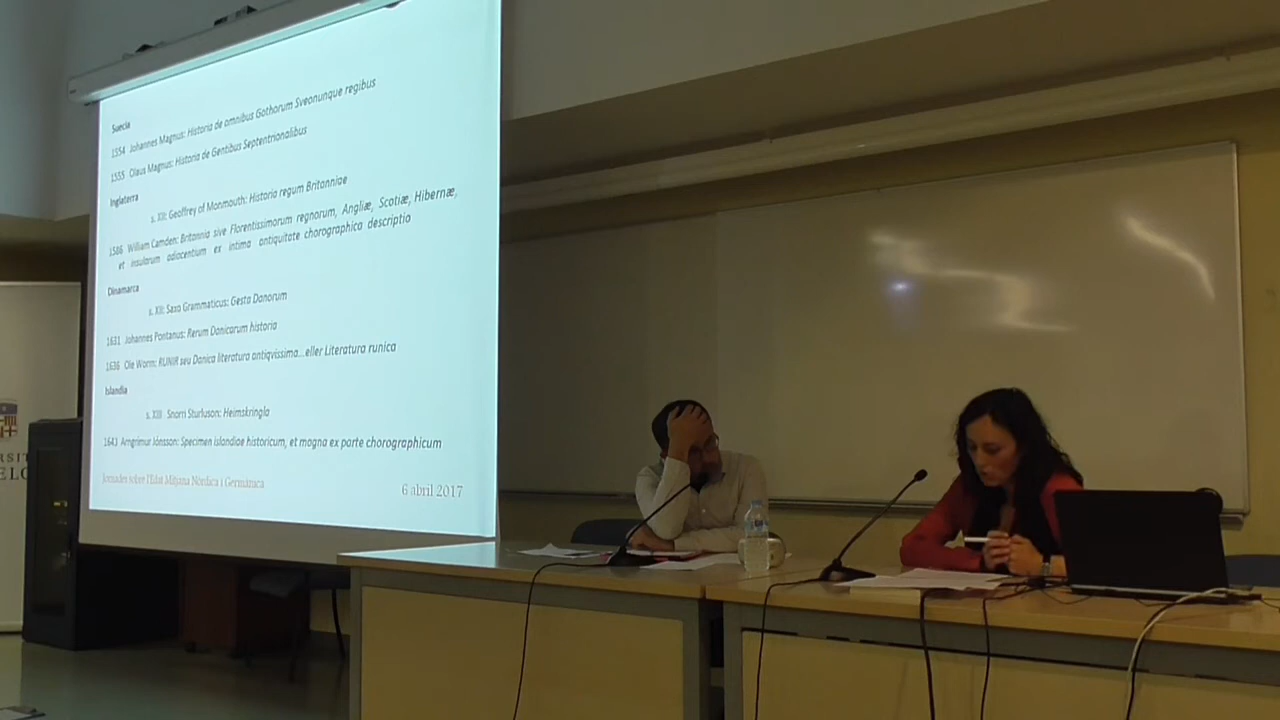 Suecia
1554 Johannes Magnus: Historia de omnibus Gothorum Sveonunque regibus
1555 Olaus Magnus: Historia de Gentibus Septentrionalibus
Inglaterra
s. XII: Geoffrey of Monmouth: Historia regum Britanniae
1586 William Camden: Britannia sive Florentissimorum regnorum, Angliæ, Scotiæ, Hibernæ,
et insularum adiacentium ex intima antiquitate chorographica descriptio
Dinamarca
s. XII: Saxo Grammaticus: Gesta Danorum
1631 Johannes Pontanus: Rerum Danicarum historia
1636 Ole Worm: RUNIR seu Danica literatura antiqvissima...eller Literatura runica
Islandia
s. XIII Snorri Sturluson: Heimskringla
1643 Arngrimur Jónsson: Specimen islandiae historicum, et magna ex parte chorographicum
Jornades sobre l'Edat Mitjana Nòrdica i Germànica
6 abril 2017